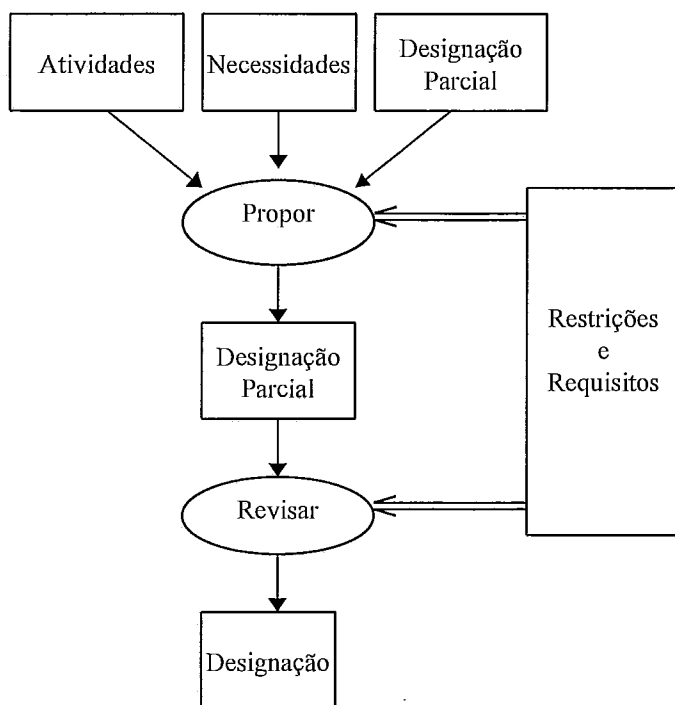 Atividades
Necessidades
Designação
Parcial
Propor
Restrições
e
Requisitos
Designação
Parcial
Revisar
Designação